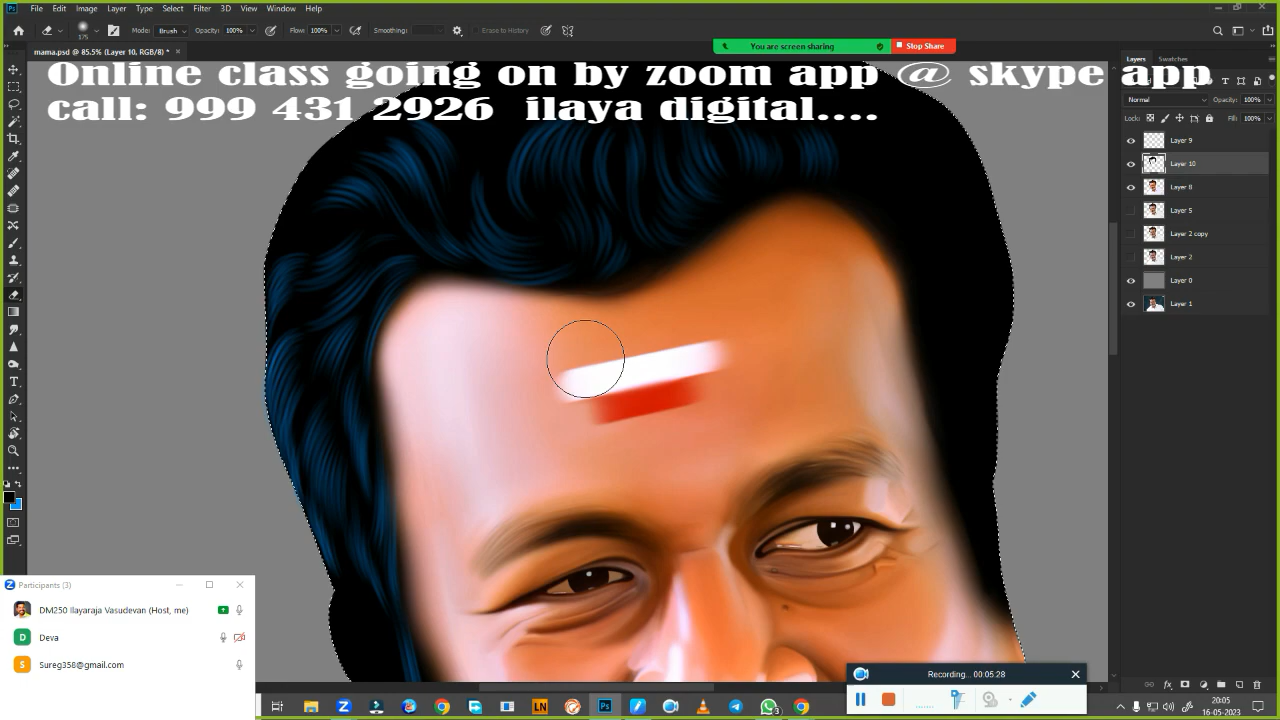 File Edit Image Layer Type Select Filter 3D View Window Help
175 Mode: Brush Opacity: 100% Flow: 100% Smoothing: Erase to History
mama.psd @ 85.5% (Layer 10, RGB/8) * ×
You are screen sharing Stop Share
Online class going on by zoom app @ skype app
call: 999 431 2926 ilaya digital....
Layers Swatches
Normal Opacity: 100%
Lock: Fill: 100%
Layer 9
Layer 10
Layer 8
Layer 5
Layer 2 copy
Layer 2
Layer 0
Layer 1
Participants (3)
DM250 Ilayaraja Vasudevan (Host, me)
D Deva
S Sureg358@gmail.com
Recording... 00:05:28
20:05
16-05-2023